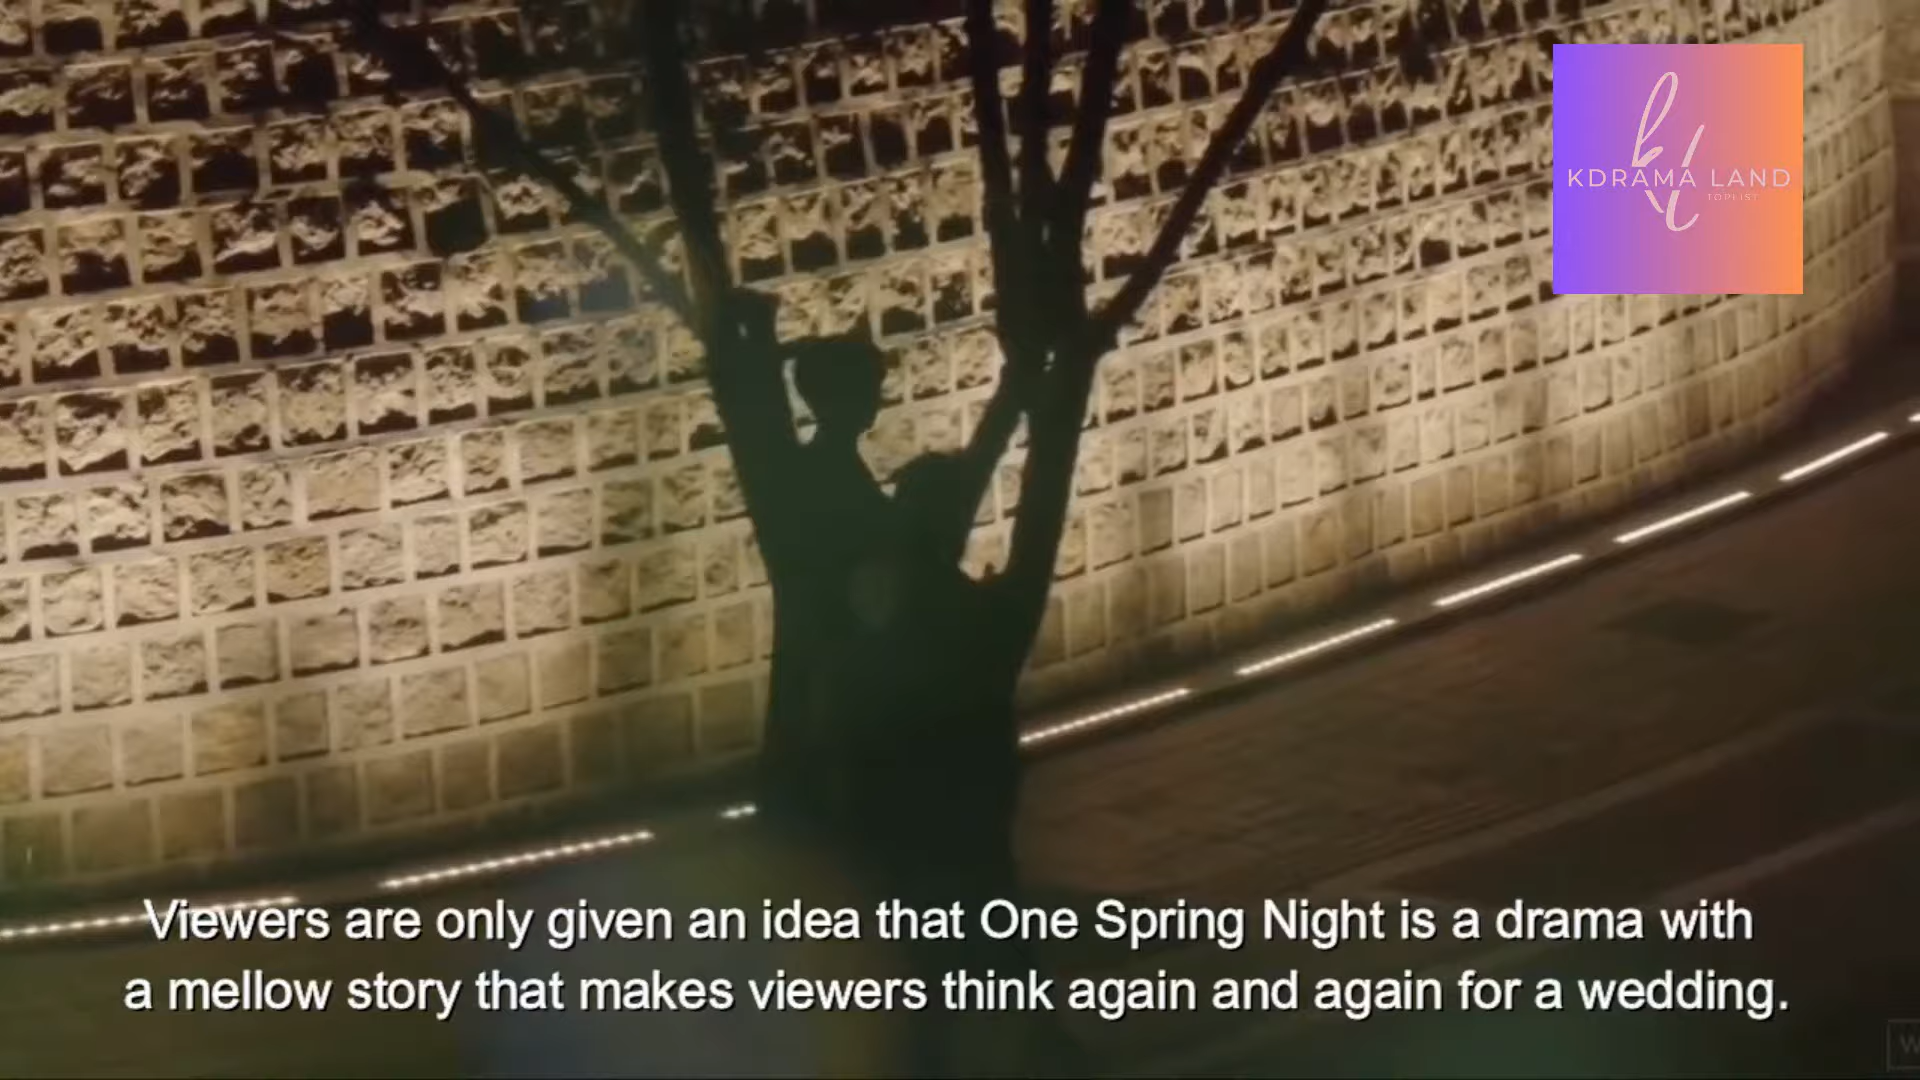 KDRAMA LAND
TOPLIST
Viewers are only given an idea that One Spring Night is a drama with
a mellow story that makes viewers think again and again for a wedding.